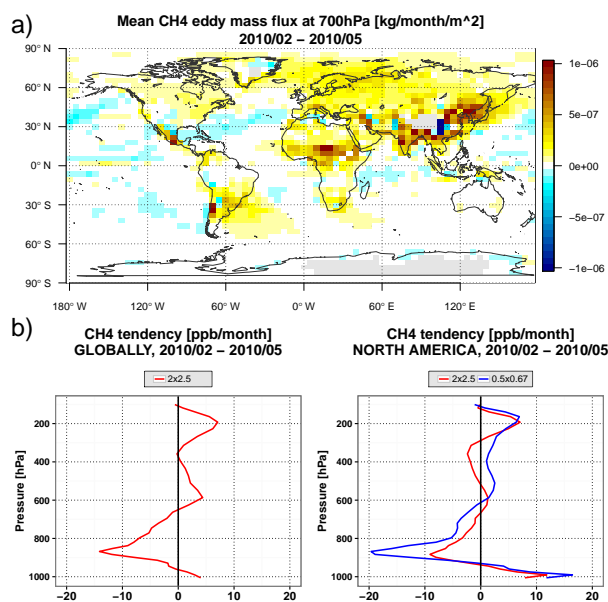 a)
Mean CH4 eddy mass flux at 700hPa [kg/month/m^2]
2010/02 − 2010/05
90° N
60° N
30° N
0° N
30° S
60° S
90° S
180° W
120° W
60° W
0° W
60° E
120° E
1e−06
5e−07
0e+00
−5e−07
−1e−06
b)
CH4 tendency [ppb/month]
GLOBALLY, 2010/02 − 2010/05
2x2.5
Pressure [hPa]
200
400
600
800
1000
−20 −10 0 10 20
CH4 tendency [ppb/month]
NORTH AMERICA, 2010/02 − 2010/05
2x2.5 0.5x0.67
Pressure [hPa]
200
400
600
800
1000
−20 −10 0 10 20